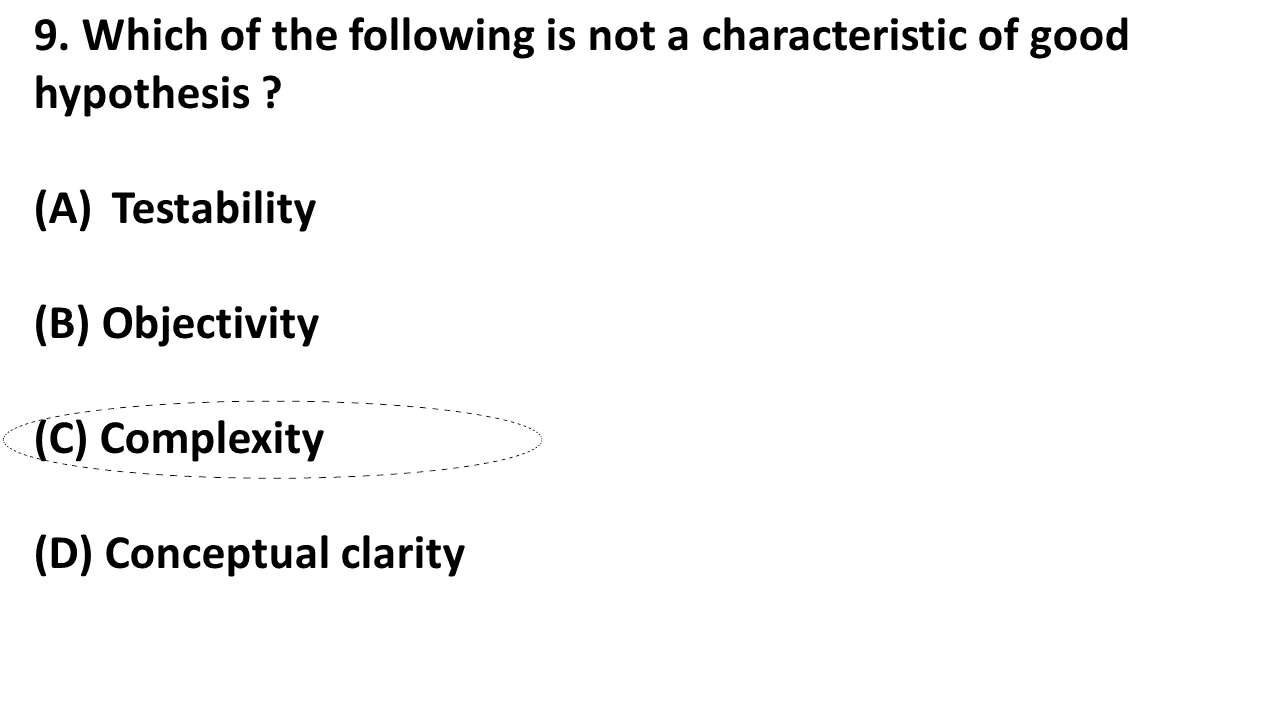 9. Which of the following is not a characteristic of good
hypothesis ?
(A) Testability
(B) Objectivity
(C) Complexity
(D) Conceptual clarity